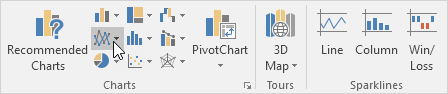 Recommended
Charts
PivotChart
3D
Map
Line
Column
Win/
Loss
Charts
Tours
Sparklines